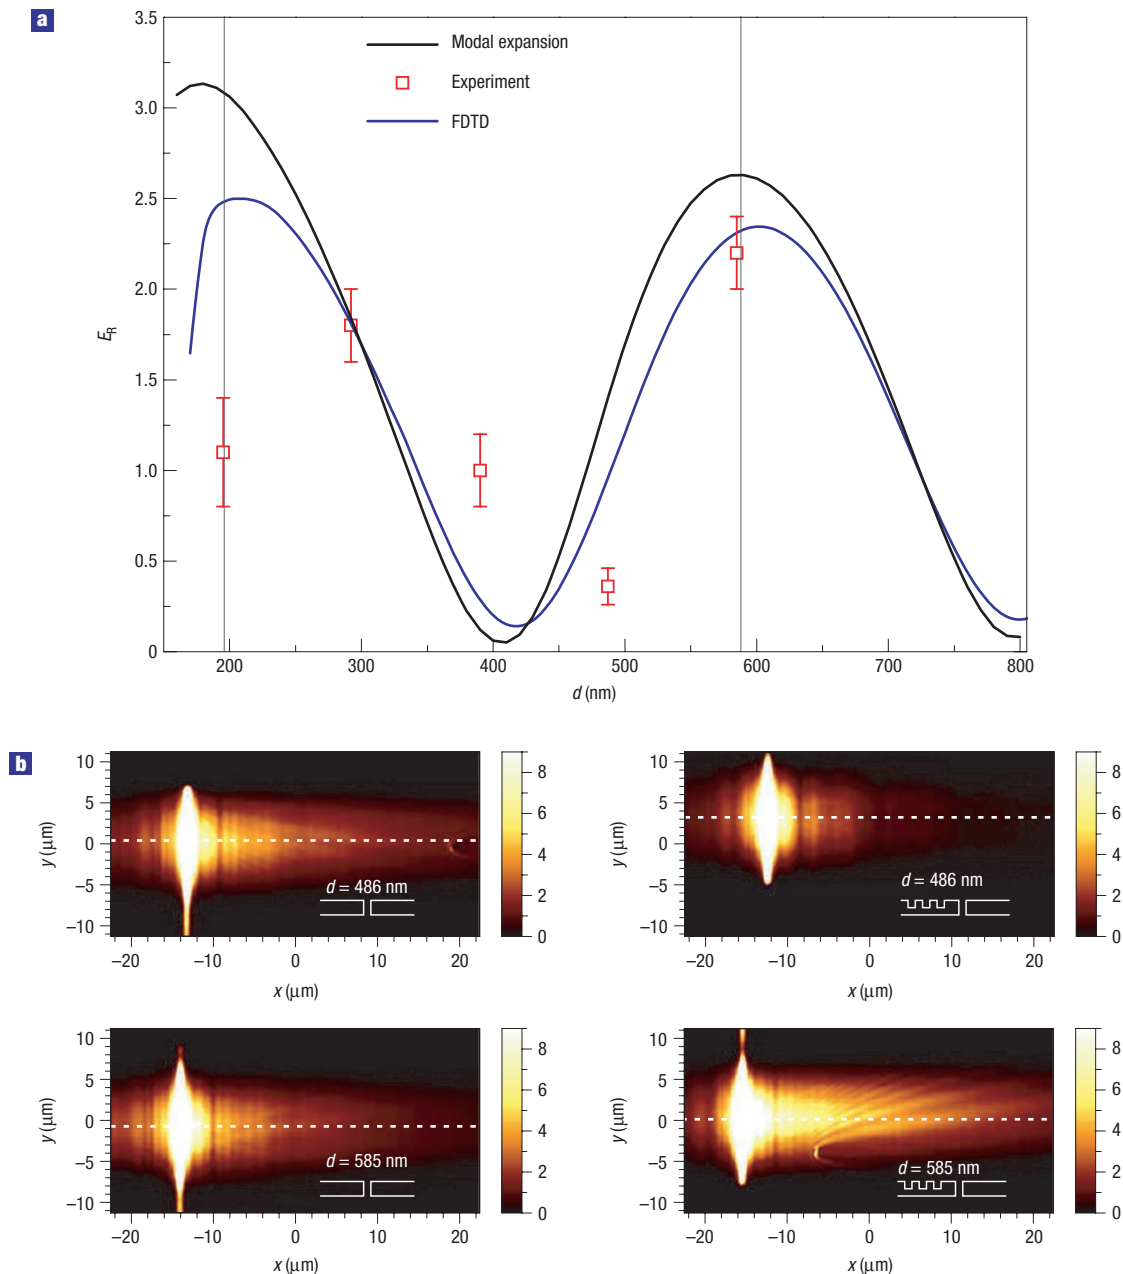 a
3.5
3.0
2.5
2.0
1.5
1.0
0.5
0
E_R
Modal expansion
Experiment
FDTD
200 300 400 500 600 700 800
d (nm)
b
10
5
0
–5
–10
y (µm)
d = 486 nm
–20 –10 0 10 20
x (µm)
8
6
4
2
0
10
5
0
–5
–10
y (µm)
d = 486 nm
–20 –10 0 10 20
x (µm)
8
6
4
2
0
10
5
0
–5
–10
y (µm)
d = 585 nm
–20 –10 0 10 20
x (µm)
8
6
4
2
0
10
5
0
–5
–10
y (µm)
d = 585 nm
–20 –10 0 10 20
x (µm)
8
6
4
2
0